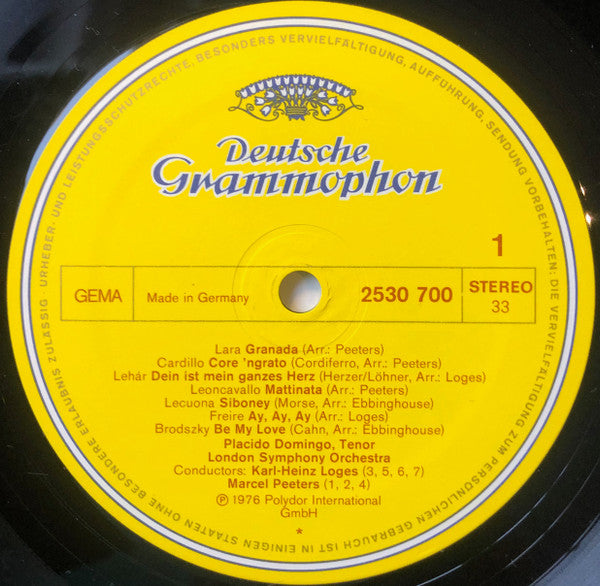 URHEBER- UND LEISTUNGSSCHUTZRECHTE, BESONDERS VERVIELFÄLTIGUNG, AUFFÜHRUNG, SENDUNG VORBEHALTEN: DIE VERVIELFÄLTIGUNG ZUM PERSÖNLICHEN GEBRAUCH IST IN EINIGEN STAATEN OHNE BESONDERE ERLAUBNIS ZULÄSSIG ·
Deutsche
Grammophon
1
GEMA Made in Germany 2530 700 STEREO
33
Lara Granada (Arr.: Peeters)
Cardillo Core 'ngrato (Cordiferro, Arr.: Peeters)
Lehár Dein ist mein ganzes Herz (Herzer/Löhner, Arr.: Loges)
Leoncavallo Mattinata (Arr.: Peeters)
Lecuona Siboney (Morse, Arr.: Ebbinghouse)
Freire Ay, Ay, Ay (Arr.: Loges)
Brodszky Be My Love (Cahn, Arr.: Ebbinghouse)
Placido Domingo, Tenor
London Symphony Orchestra
Conductors: Karl-Heinz Loges (3, 5, 6, 7)
Marcel Peeters (1, 2, 4)
℗ 1976 Polydor International
GmbH
*